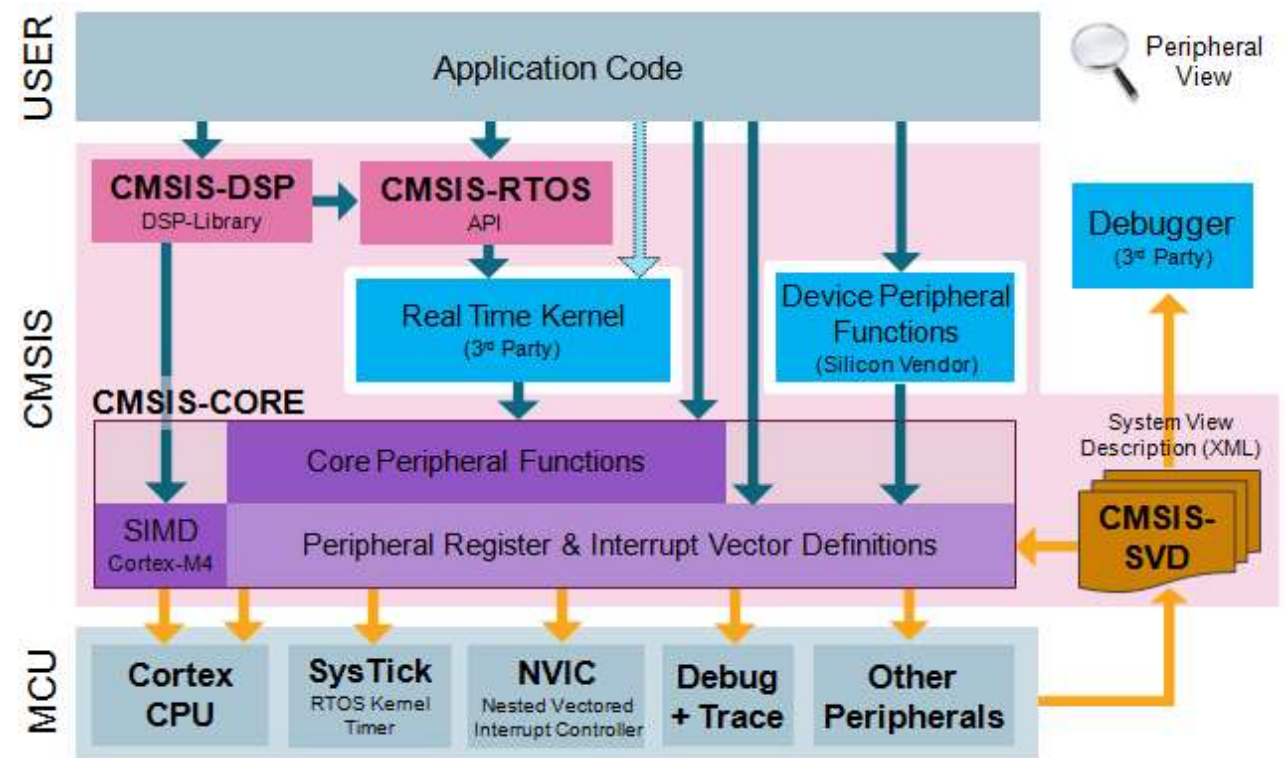 USER
Application Code
Peripheral
View
CMSIS
CMSIS-DSP
DSP-Library
CMSIS-RTOS
API
Real Time Kernel
(3rd Party)
Device Peripheral
Functions
(Silicon Vendor)
Debugger
(3rd Party)
CMSIS-CORE
Core Peripheral Functions
SIMD
Cortex-M4
Peripheral Register & Interrupt Vector Definitions
System View
Description (XML)
CMSIS-
SVD
MCU
Cortex
CPU
SysTick
RTOS Kernel
Timer
NVIC
Nested Vectored
Interrupt Controller
Debug
+ Trace
Other
Peripherals